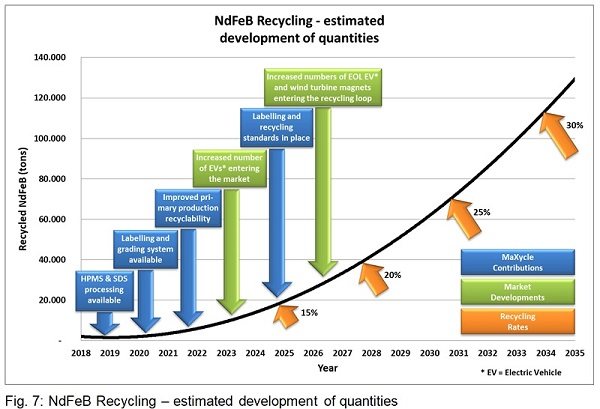 NdFeB Recycling - estimated
development of quantities
Recycled NdFeB (tons)
140.000
120.000
100.000
80.000
60.000
40.000
20.000
-
HPMS & SDS
processing
available
Labelling and
grading system
available
Improved pri-
mary production
recyclability
Increased number
of EVs* entering
the market
Labelling and
recycling
standards in place
Increased numbers of EOL EV*
and wind turbine magnets
entering the recycling loop
15%
20%
25%
30%
MaXycle
Contributions
Market
Developments
Recycling
Rates
2018 2019 2020 2021 2022 2023 2024 2025 2026 2027 2028 2029 2030 2031 2032 2033 2034 2035
Year
* EV = Electric Vehicle
Fig. 7: NdFeB Recycling – estimated development of quantities